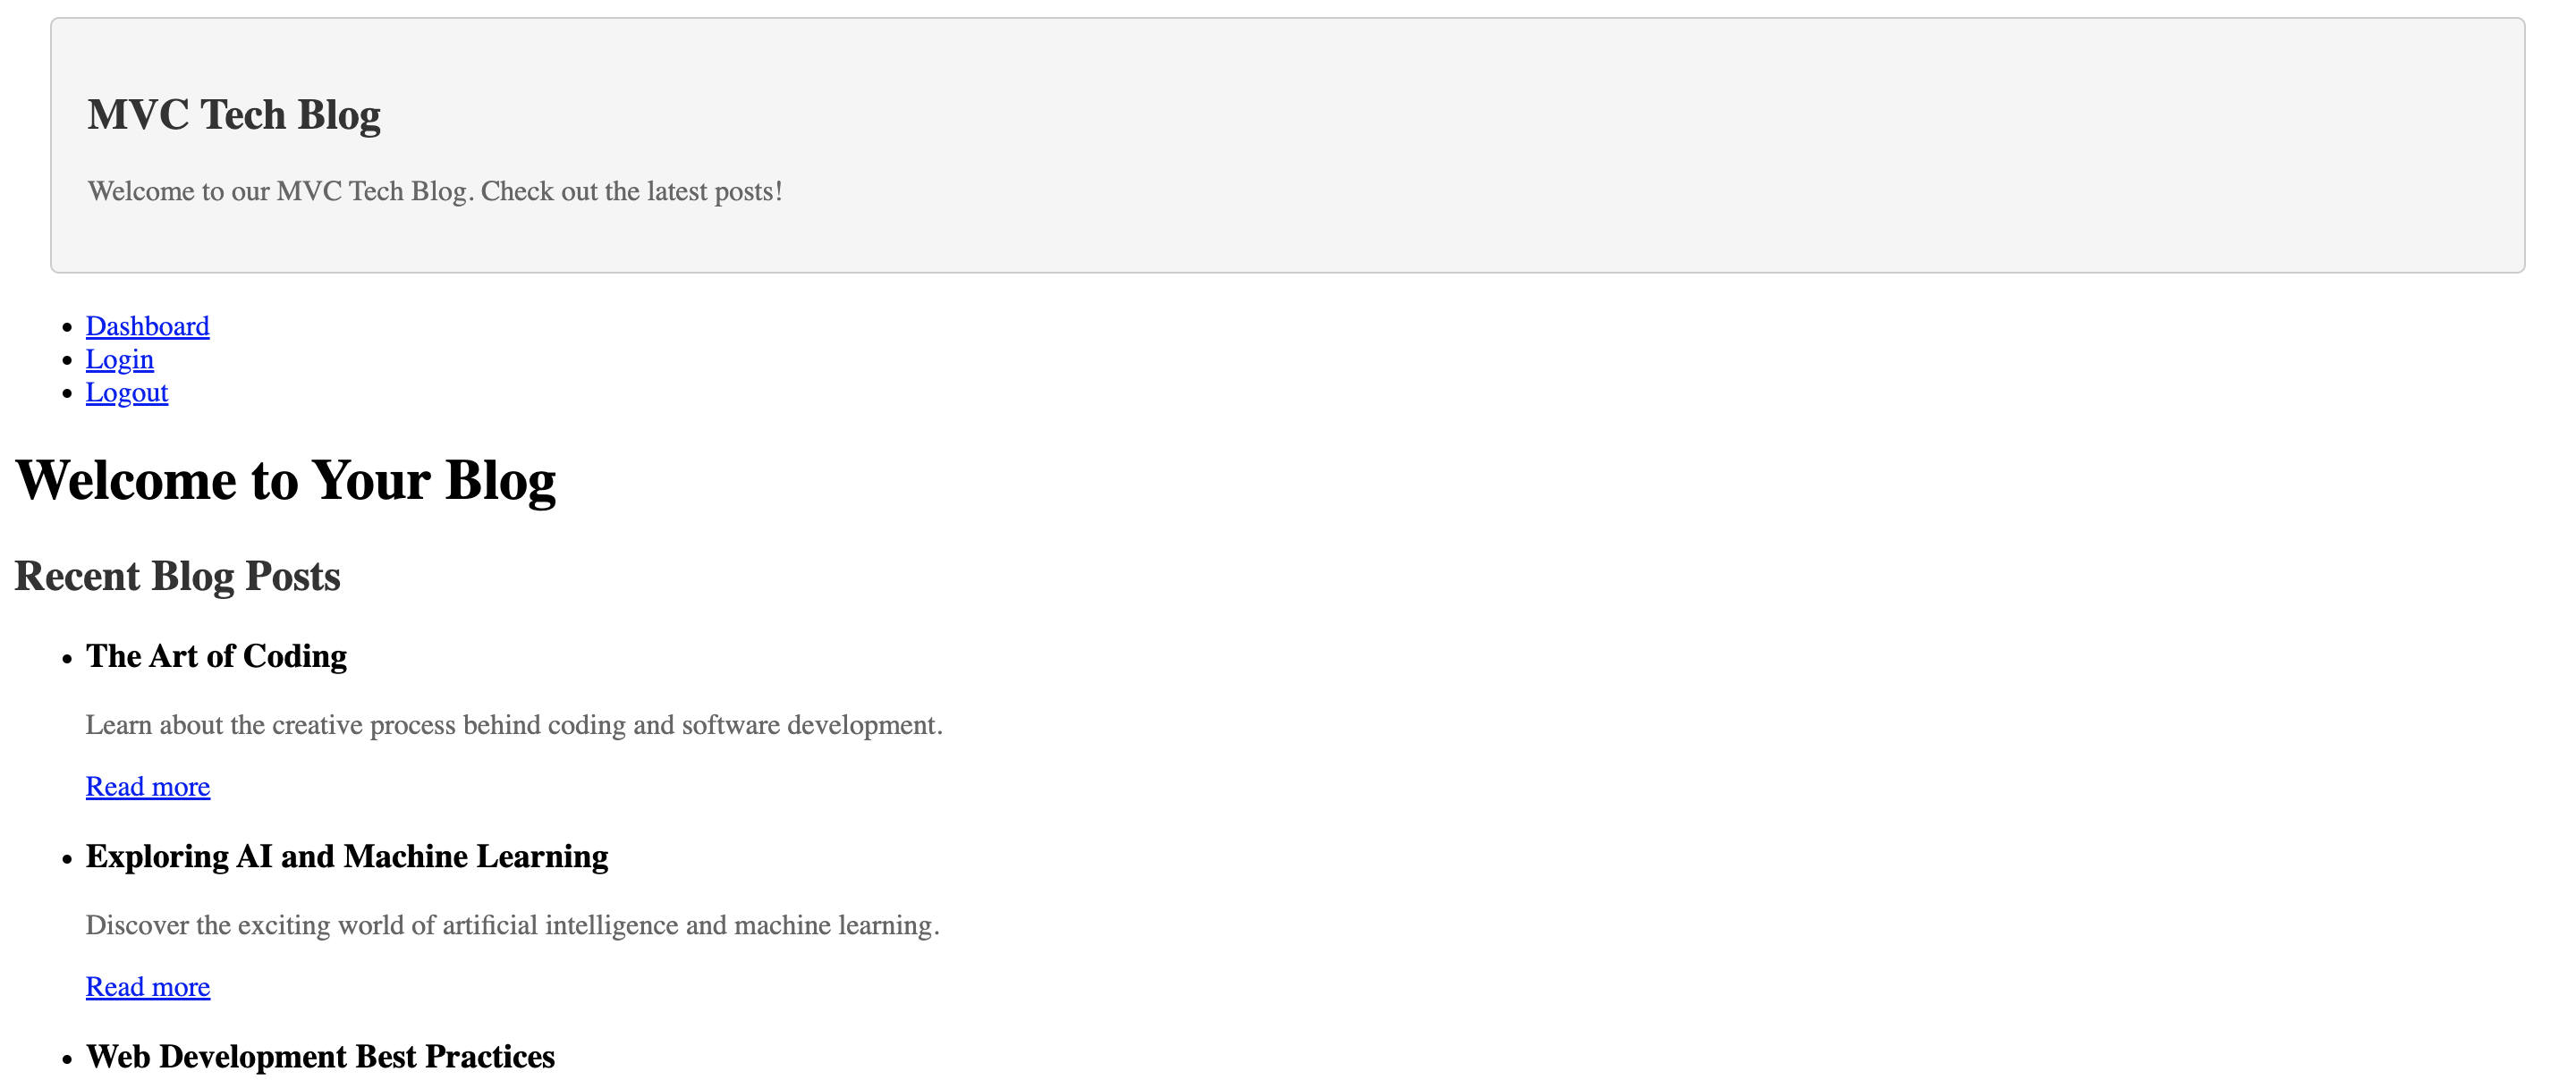 MVC Tech Blog
Welcome to our MVC Tech Blog. Check out the latest posts!
Dashboard
Login
Logout
Welcome to Your Blog
Recent Blog Posts
The Art of Coding
Learn about the creative process behind coding and software development.
Read more
Exploring AI and Machine Learning
Discover the exciting world of artificial intelligence and machine learning.
Read more
Web Development Best Practices